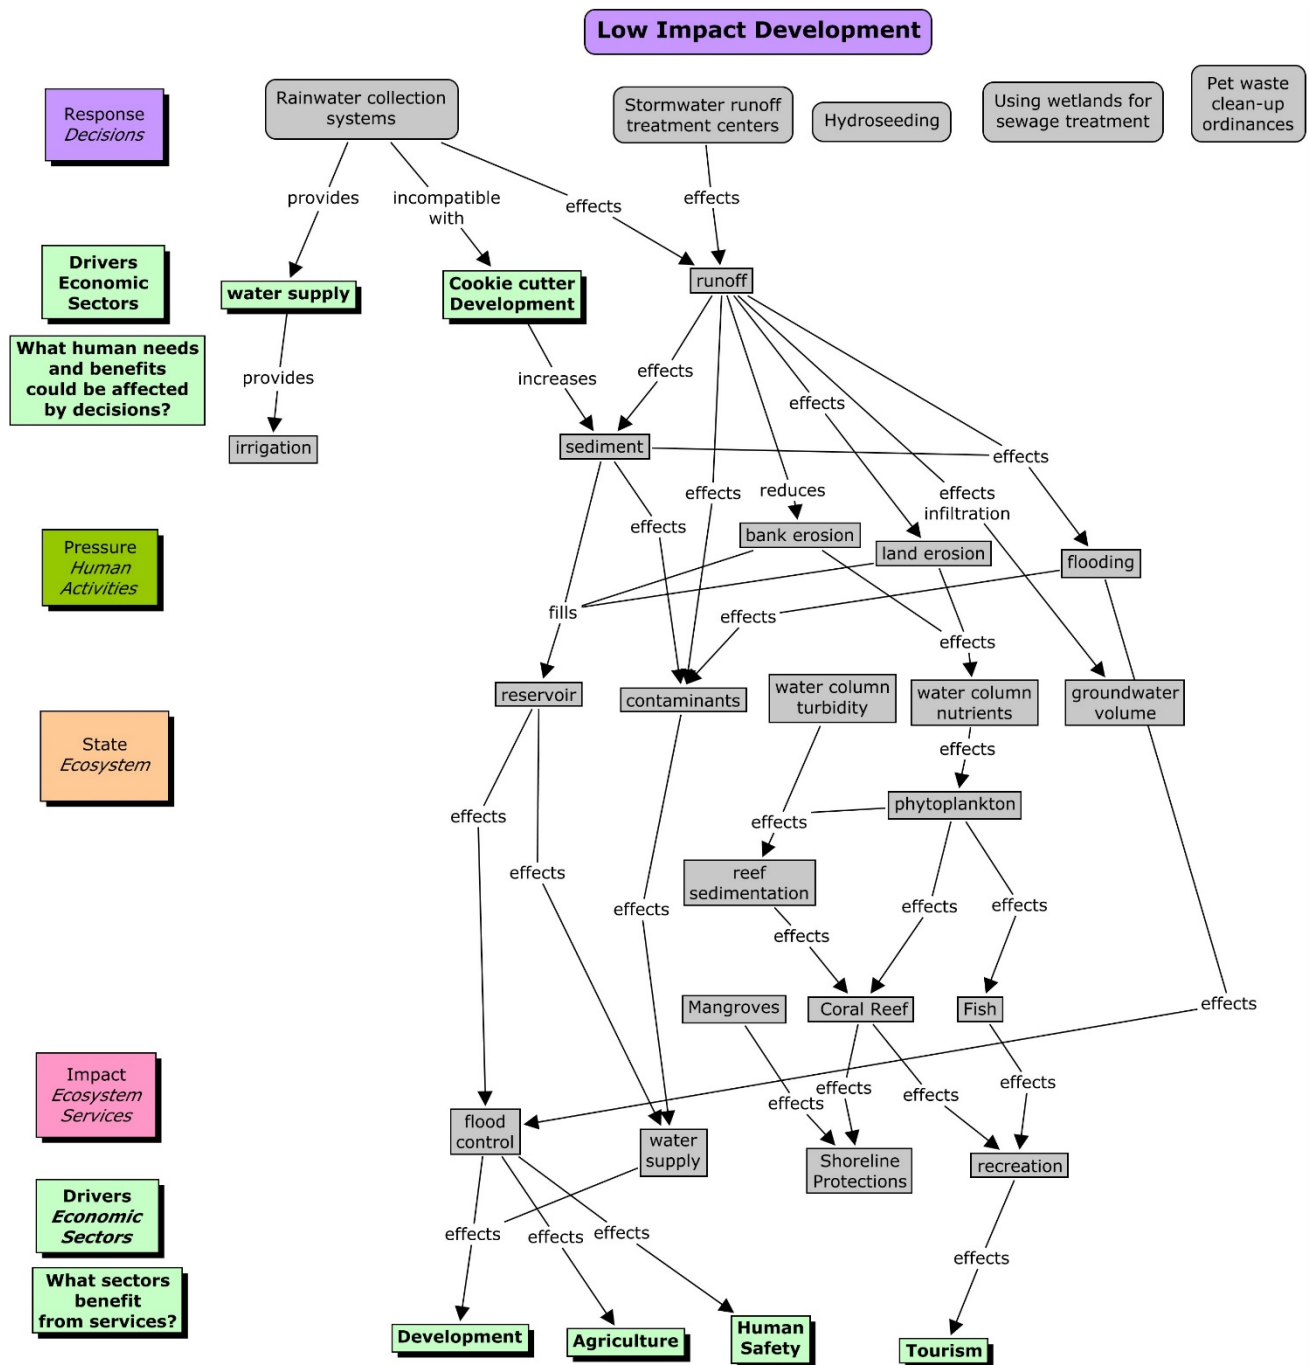 Low Impact Development
Response
Decisions
Rainwater collection
systems
Stormwater runoff
treatment centers
Hydroseeding
Using wetlands for
sewage treatment
Pet waste
clean-up
ordinances
provides
incompatible
with
effects
effects
Drivers
Economic
Sectors
water supply
Cookie cutter
Development
runoff
What human needs
and benefits
could be affected
by decisions?
provides
increases
effects
effects
irrigation
sediment
effects
effects
reduces
effects
infiltration
effects
Pressure
Human
Activities
bank erosion
land erosion
flooding
fills
effects
effects
reservoir
contaminants
water column
turbidity
water column
nutrients
groundwater
volume
State
Ecosystem
effects
phytoplankton
effects
effects
effects
reef
sedimentation
effects
effects
effects
effects
Mangroves
Coral Reef
Fish
effects
Impact
Ecosystem
Services
effects
effects
effects
effects
flood
control
water
supply
Shoreline
Protections
recreation
Drivers
Economic
Sectors
effects
effects
effects
effects
What sectors
benefit
from services?
Development
Agriculture
Human
Safety
Tourism